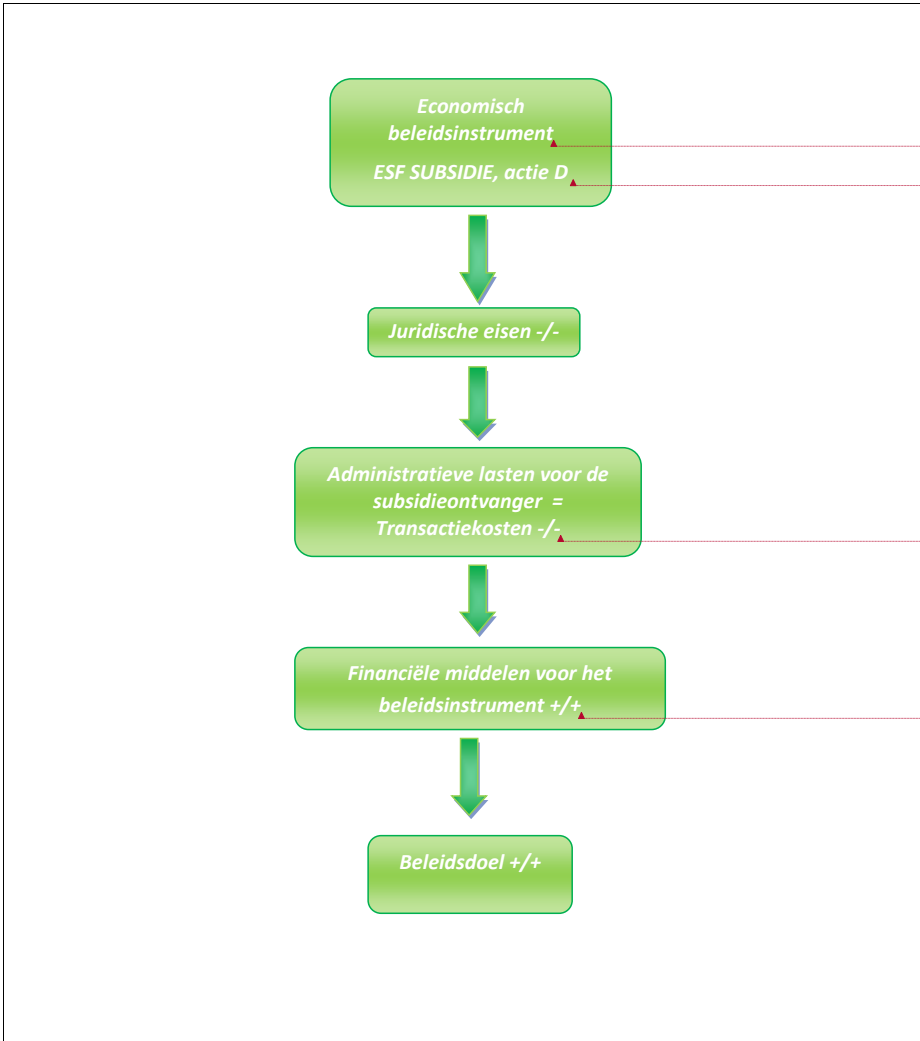 Economisch
beleidsinstrument
ESF SUBSIDIE, actie D
Juridische eisen -/-
Administratieve lasten voor de
subsidieontvanger =
Transactiekosten -/-
Financiële middelen voor het
beleidsinstrument +/+
Beleidsdoel +/+